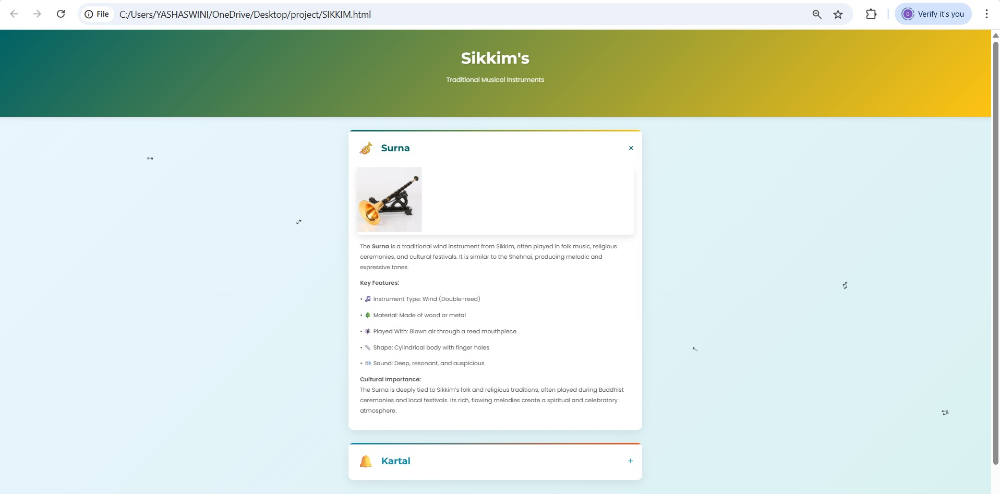 File
C:/Users/YASHASWINI/OneDrive/Desktop/project/SIKKIM.html
G
Verify it's you
Sikkim's
Traditional Musical Instruments
Surna
×
The Surna is a traditional wind instrument from Sikkim, often played in folk music, religious
ceremonies, and cultural festivals. It is similar to the Shehnai, producing melodic and
expressive tones.
Key Features:
• 🎵 Instrument Type: Wind (Double-reed)
• 🌳 Material: Made of wood or metal
• 🎼 Played With: Blown air through a reed mouthpiece
• 📏 Shape: Cylindrical body with finger holes
• 🔊 Sound: Deep, resonant, and auspicious
Cultural Importance:
The Surna is deeply tied to Sikkim's folk and religious traditions, often played during Buddhist
ceremonies and local festivals. Its rich, flowing melodies create a spiritual and celebratory
atmosphere.
Kartal
+